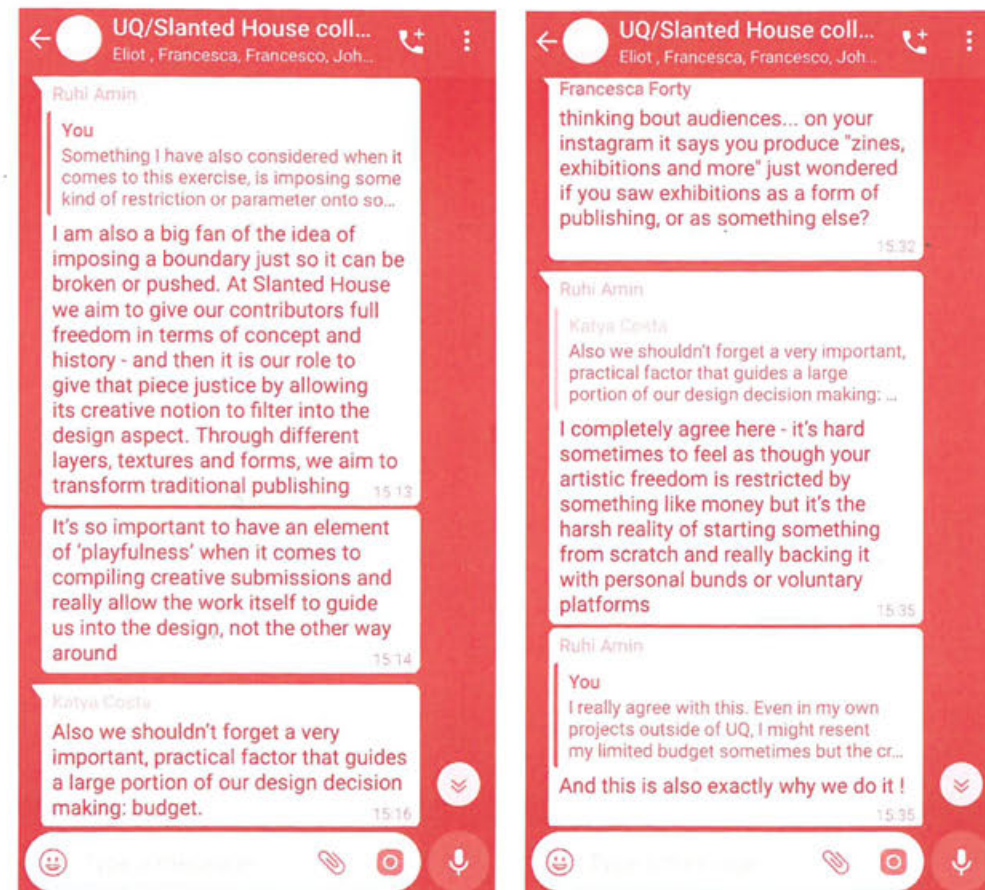 UQ/Slanted House coll...
Eliot , Francesca, Francesco, Joh...
Ruhi Amin
You
Something I have also considered when it
comes to this exercise, is imposing some
kind of restriction or parameter onto so...
I am also a big fan of the idea of
imposing a boundary just so it can be
broken or pushed. At Slanted House
we aim to give our contributors full
freedom in terms of concept and
history - and then it is our role to
give that piece justice by allowing
its creative notion to filter into the
design aspect. Through different
layers, textures and forms, we aim to
transform traditional publishing 15:13
It's so important to have an element
of 'playfulness' when it comes to
compiling creative submissions and
really allow the work itself to guide
us into the design, not the other way
around 15:14
Katya Costa
Also we shouldn't forget a very
important, practical factor that guides
a large portion of our design decision
making: budget. 15:16
UQ/Slanted House coll...
Eliot , Francesca, Francesco, Joh...
Francesca Forty
thinking bout audiences... on your
instagram it says you produce "zines,
exhibitions and more" just wondered
if you saw exhibitions as a form of
publishing, or as something else?
15:32
Ruhi Amin
Katya Costa
Also we shouldn't forget a very important,
practical factor that guides a large
portion of our design decision making: ...
I completely agree here - it's hard
sometimes to feel as though your
artistic freedom is restricted by
something like money but it's the
harsh reality of starting something
from scratch and really backing it
with personal bunds or voluntary
platforms 15:35
Ruhi Amin
You
I really agree with this. Even in my own
projects outside of UQ, I might resent
my limited budget sometimes but the cr...
And this is also exactly why we do it !
15:35